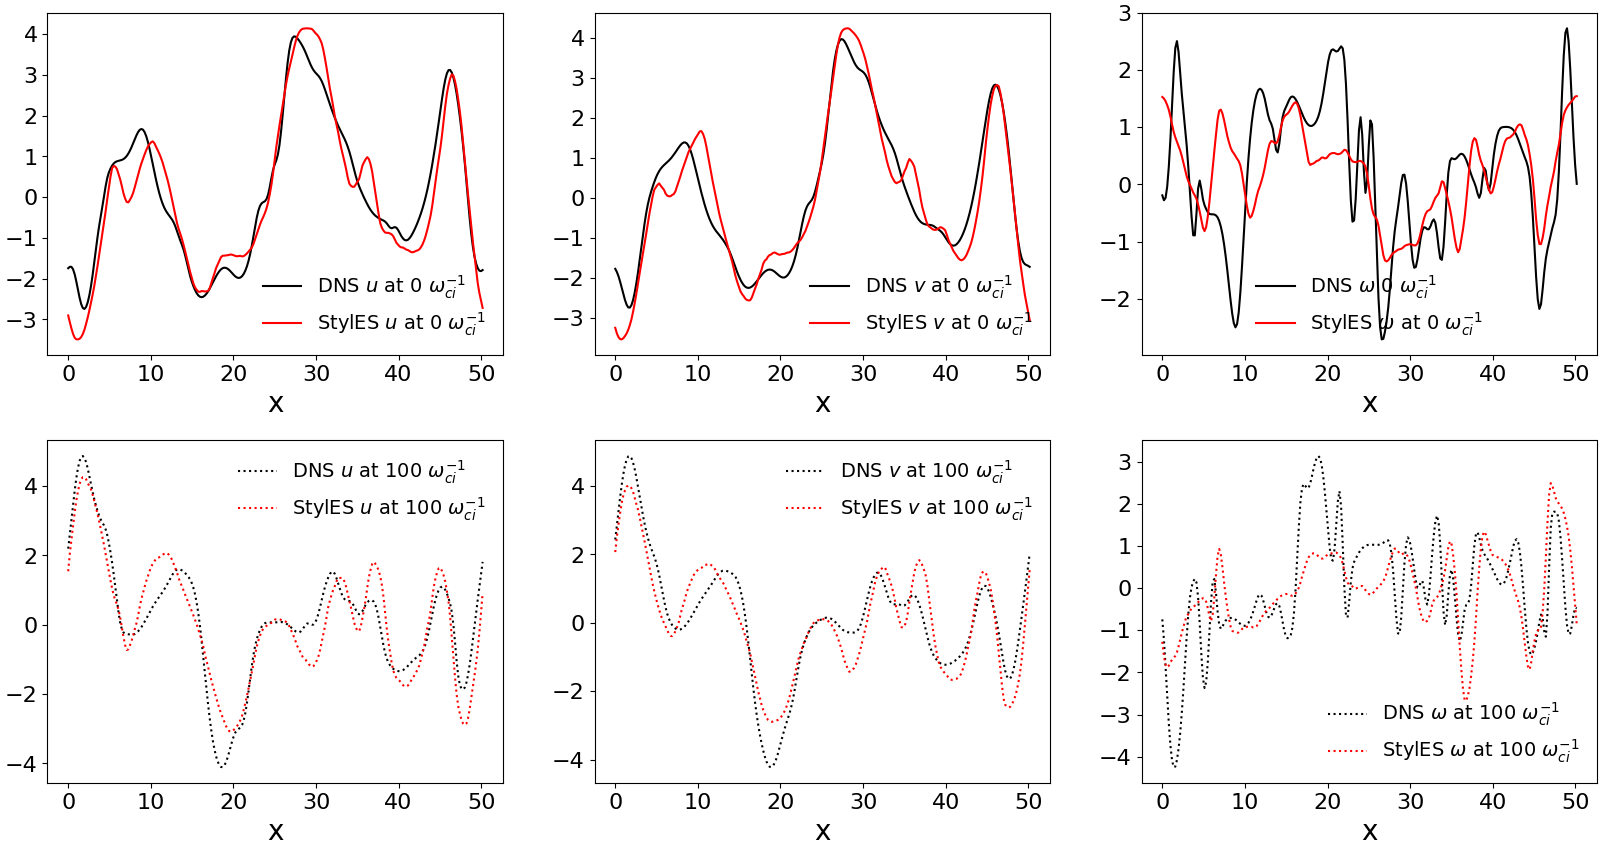 4
3
2
1
0
−1
−2
−3
DNS u at 0 ω_ci^−1
StylES u at 0 ω_ci^−1
0 10 20 30 40 50
x
4
3
2
1
0
−1
−2
−3
DNS v at 0 ω_ci^−1
StylES v at 0 ω_ci^−1
0 10 20 30 40 50
x
3
2
1
0
−1
−2
DNS ω 0 ω_ci^−1
StylES ω at 0 ω_ci^−1
0 10 20 30 40 50
x
4
2
0
−2
−4
DNS u at 100 ω_ci^−1
StylES u at 100 ω_ci^−1
0 10 20 30 40 50
x
4
2
0
−2
−4
DNS v at 100 ω_ci^−1
StylES v at 100 ω_ci^−1
0 10 20 30 40 50
x
3
2
1
0
−1
−2
−3
−4
DNS ω at 100 ω_ci^−1
StylES ω at 100 ω_ci^−1
0 10 20 30 40 50
x